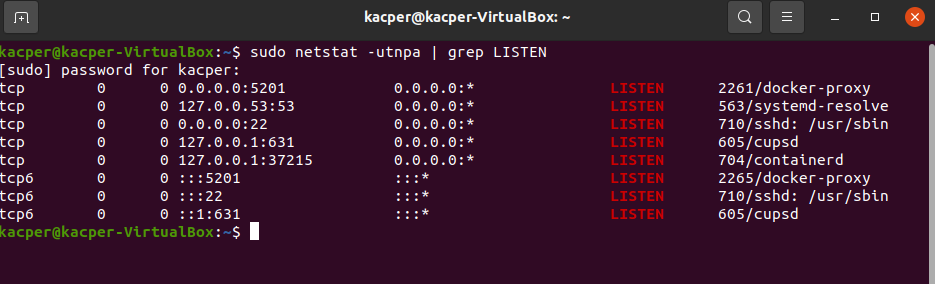 kacper@kacper-VirtualBox: ~
kacper@kacper-VirtualBox:~$ sudo netstat -utnpa | grep LISTEN
[sudo] password for kacper:
tcp        0      0 0.0.0.0:5201            0.0.0.0:*               LISTEN      2261/docker-proxy
tcp        0      0 127.0.0.53:53           0.0.0.0:*               LISTEN      563/systemd-resolve
tcp        0      0 0.0.0.0:22              0.0.0.0:*               LISTEN      710/sshd: /usr/sbin
tcp        0      0 127.0.0.1:631           0.0.0.0:*               LISTEN      605/cupsd
tcp        0      0 127.0.0.1:37215         0.0.0.0:*               LISTEN      704/containerd
tcp6       0      0 :::5201                 :::*                    LISTEN      2265/docker-proxy
tcp6       0      0 :::22                   :::*                    LISTEN      710/sshd: /usr/sbin
tcp6       0      0 ::1:631                 :::*                    LISTEN      605/cupsd
kacper@kacper-VirtualBox:~$